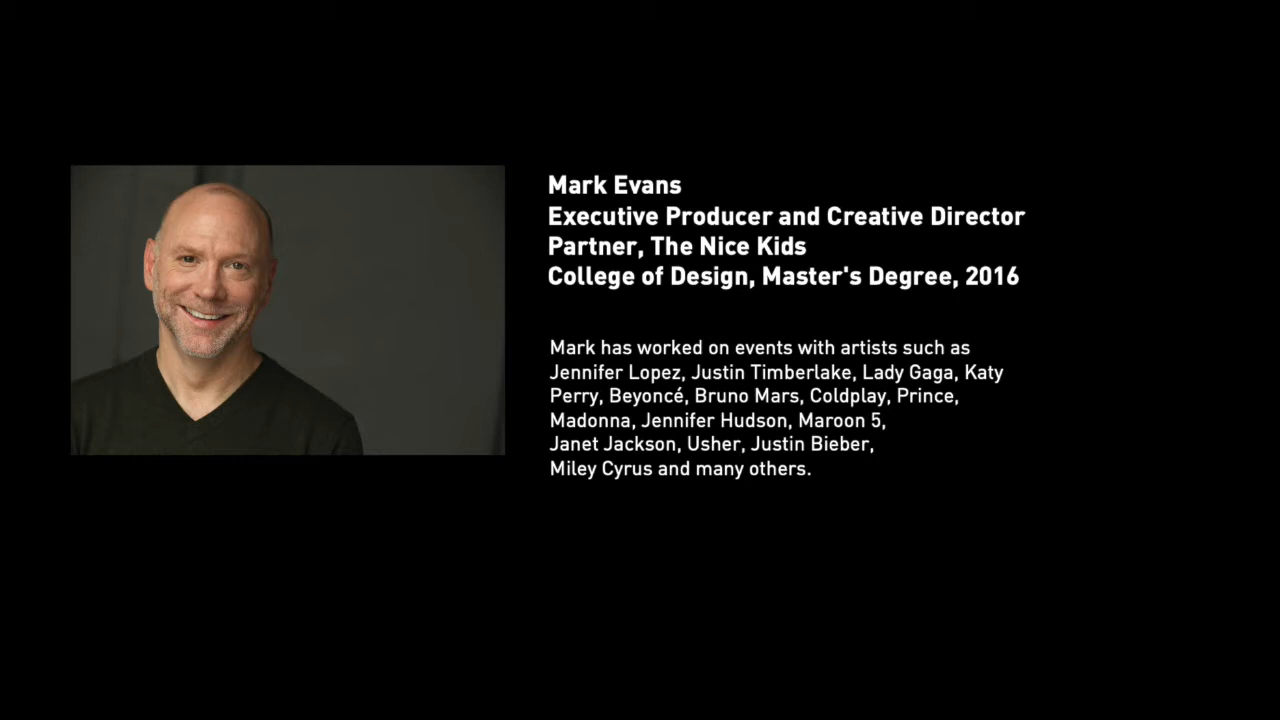 Mark Evans
Executive Producer and Creative Director
Partner, The Nice Kids
College of Design, Master's Degree, 2016
Mark has worked on events with artists such as
Jennifer Lopez, Justin Timberlake, Lady Gaga, Katy
Perry, Beyoncé, Bruno Mars, Coldplay, Prince,
Madonna, Jennifer Hudson, Maroon 5,
Janet Jackson, Usher, Justin Bieber,
Miley Cyrus and many others.